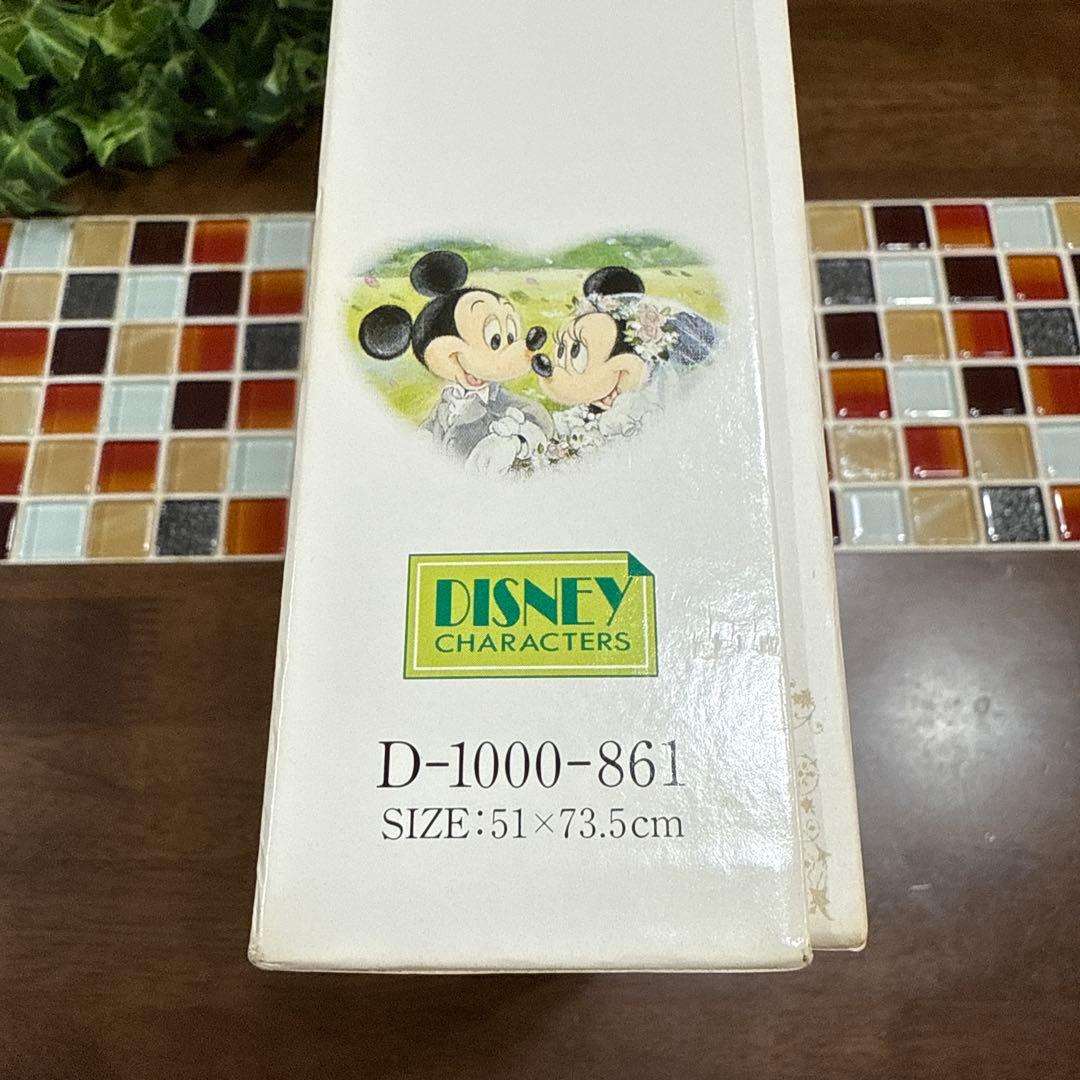 DISNEY
CHARACTERS
D-1000-861
SIZE:51×73.5cm